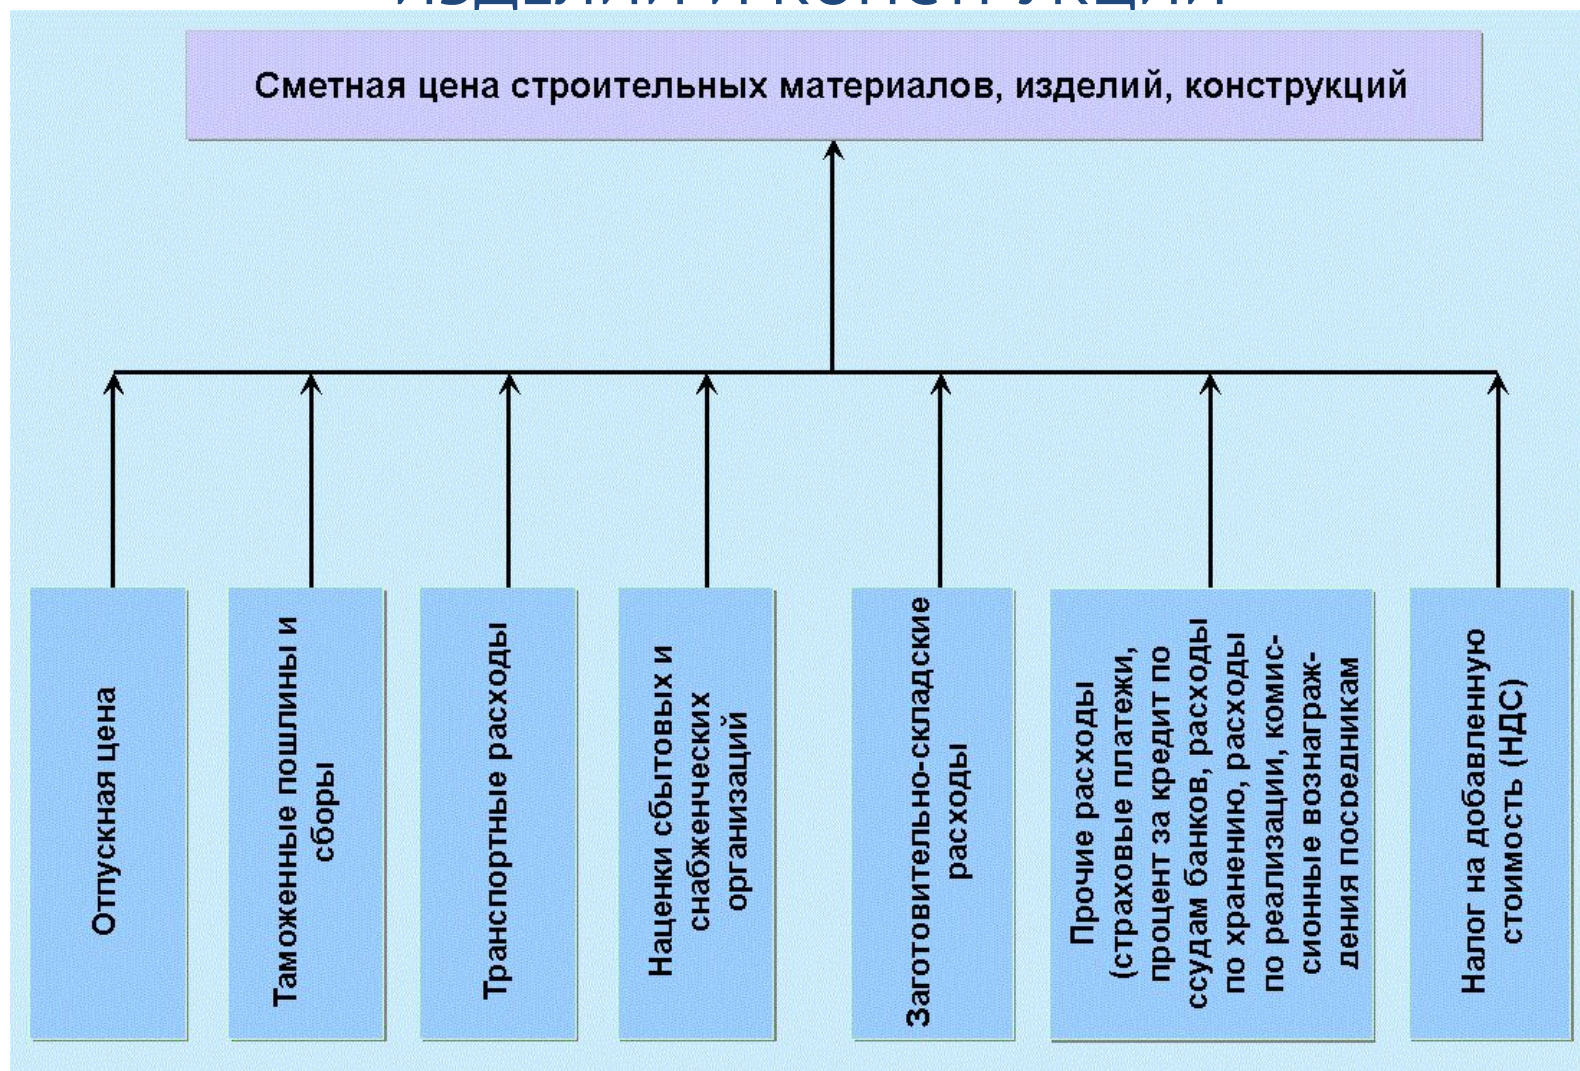 ИЗДЕЛИЙ И КОНСТРУКЦИЙ
Сметная цена строительных материалов, изделий, конструкций
Отпускная цена
Таможенные пошлины и
сборы
Транспортные расходы
Наценки сбытовых и
снабженческих
организаций
Заготовительно-складские
расходы
Прочие расходы
(страховые платежи,
процент за кредит по
ссудам банков, расходы
по хранению, расходы
по реализации, комис-
сионные вознаграж-
дения посредникам
Налог на добавленную
стоимость (НДС)